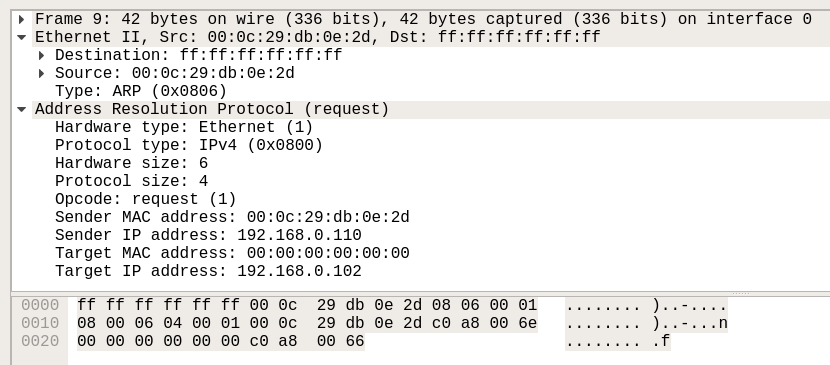 Frame 9: 42 bytes on wire (336 bits), 42 bytes captured (336 bits) on interface 0
Ethernet II, Src: 00:0c:29:db:0e:2d, Dst: ff:ff:ff:ff:ff:ff
Destination: ff:ff:ff:ff:ff:ff
Source: 00:0c:29:db:0e:2d
Type: ARP (0x0806)
Address Resolution Protocol (request)
Hardware type: Ethernet (1)
Protocol type: IPv4 (0x0800)
Hardware size: 6
Protocol size: 4
Opcode: request (1)
Sender MAC address: 00:0c:29:db:0e:2d
Sender IP address: 192.168.0.110
Target MAC address: 00:00:00:00:00:00
Target IP address: 192.168.0.102
0000 ff ff ff ff ff ff 00 0c 29 db 0e 2d 08 06 00 01 ........ )..-....
0010 08 00 06 04 00 01 00 0c 29 db 0e 2d c0 a8 00 6e ........ )..-...n
0020 00 00 00 00 00 00 c0 a8 00 66 ........ .f